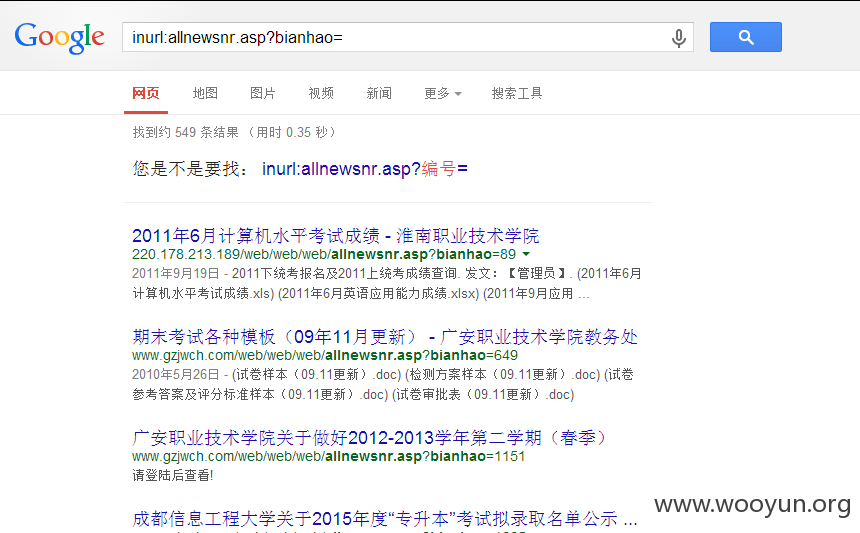 Google
inurl:allnewsnr.asp?bianhao=
网页 地图 图片 视频 新闻 更多 搜索工具
找到约 549 条结果 （用时 0.35 秒）
您是不是要找： inurl:allnewsnr.asp?编号=
2011年6月计算机水平考试成绩 - 淮南职业技术学院
220.178.213.189/web/web/web/allnewsnr.asp?bianhao=89
2011年9月19日 - 2011下统考报名及2011上统考成绩查询. 发文：【管理员】. (2011年6月
计算机水平考试成绩.xls) (2011年6月英语应用能力成绩.xlsx) (2011年9月应用 ...
期末考试各种模板（09年11月更新） - 广安职业技术学院教务处
www.gzjwch.com/web/web/web/allnewsnr.asp?bianhao=649
2010年5月26日 - (试卷样本（09.11更新）.doc) (检测方案样本（09.11更新）.doc) (试卷
参考答案及评分标准样本（09.11更新）.doc) (试卷审批表（09.11更新）.doc)
广安职业技术学院关于做好2012-2013学年第二学期（春季）
www.gzjwch.com/web/web/web/allnewsnr.asp?bianhao=1151
请登陆后查看!
成都信息工程大学关于2015年度“专升本”考试拟录取名单公示 ...
www.wooyun.org